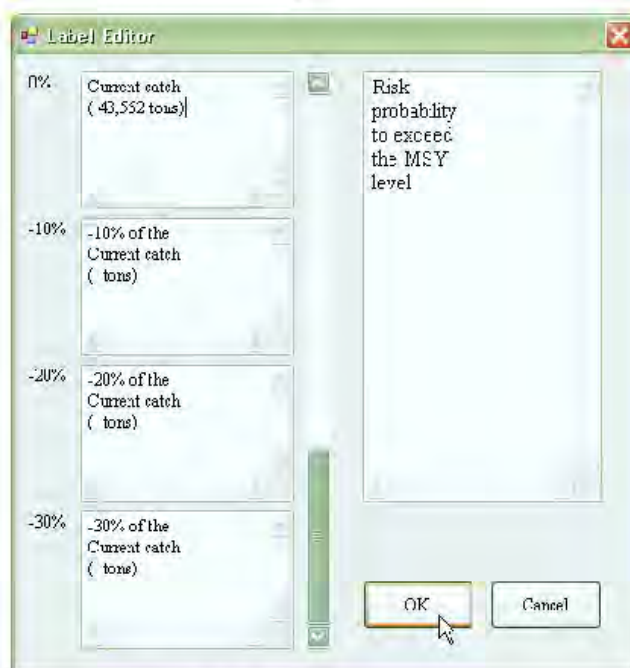 Label Editor
0%
Current catch
( 43,552 tons)
-10%
-10% of the
Current catch
( tons)
-20%
-20% of the
Current catch
( tons)
-30%
-30% of the
Current catch
( tons)
Risk
probability
to exceed
the MSY
level
OK
Cancel